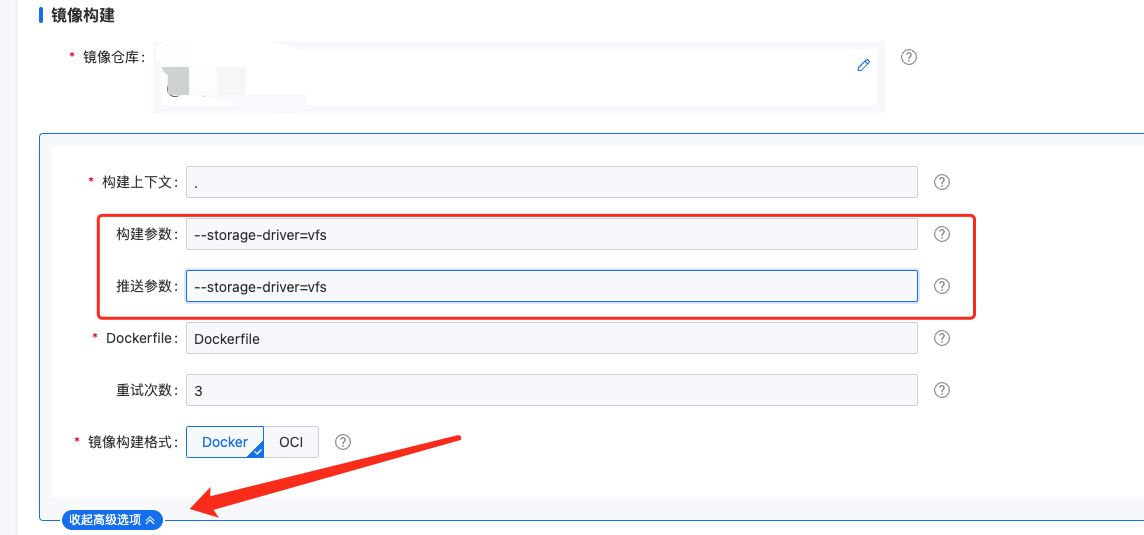 镜像构建
* 镜像仓库:
* 构建上下文: .
构建参数: --storage-driver=vfs
推送参数: --storage-driver=vfs
* Dockerfile: Dockerfile
重试次数: 3
* 镜像构建格式: Docker OCI
收起高级选项